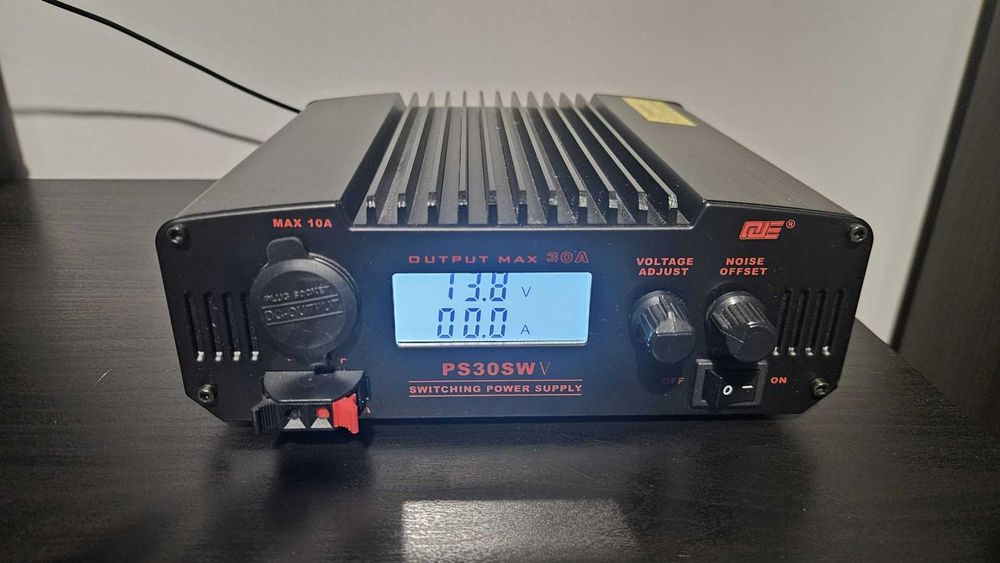 MAX 10A
QJE ®
OUTPUT MAX 30A
VOLTAGE ADJUST
NOISE OFFSET
PLUG SOCKET
DC-OUTPUT
13.8 V
00.0 A
PS30SWV
SWITCHING POWER SUPPLY
OFF
ON